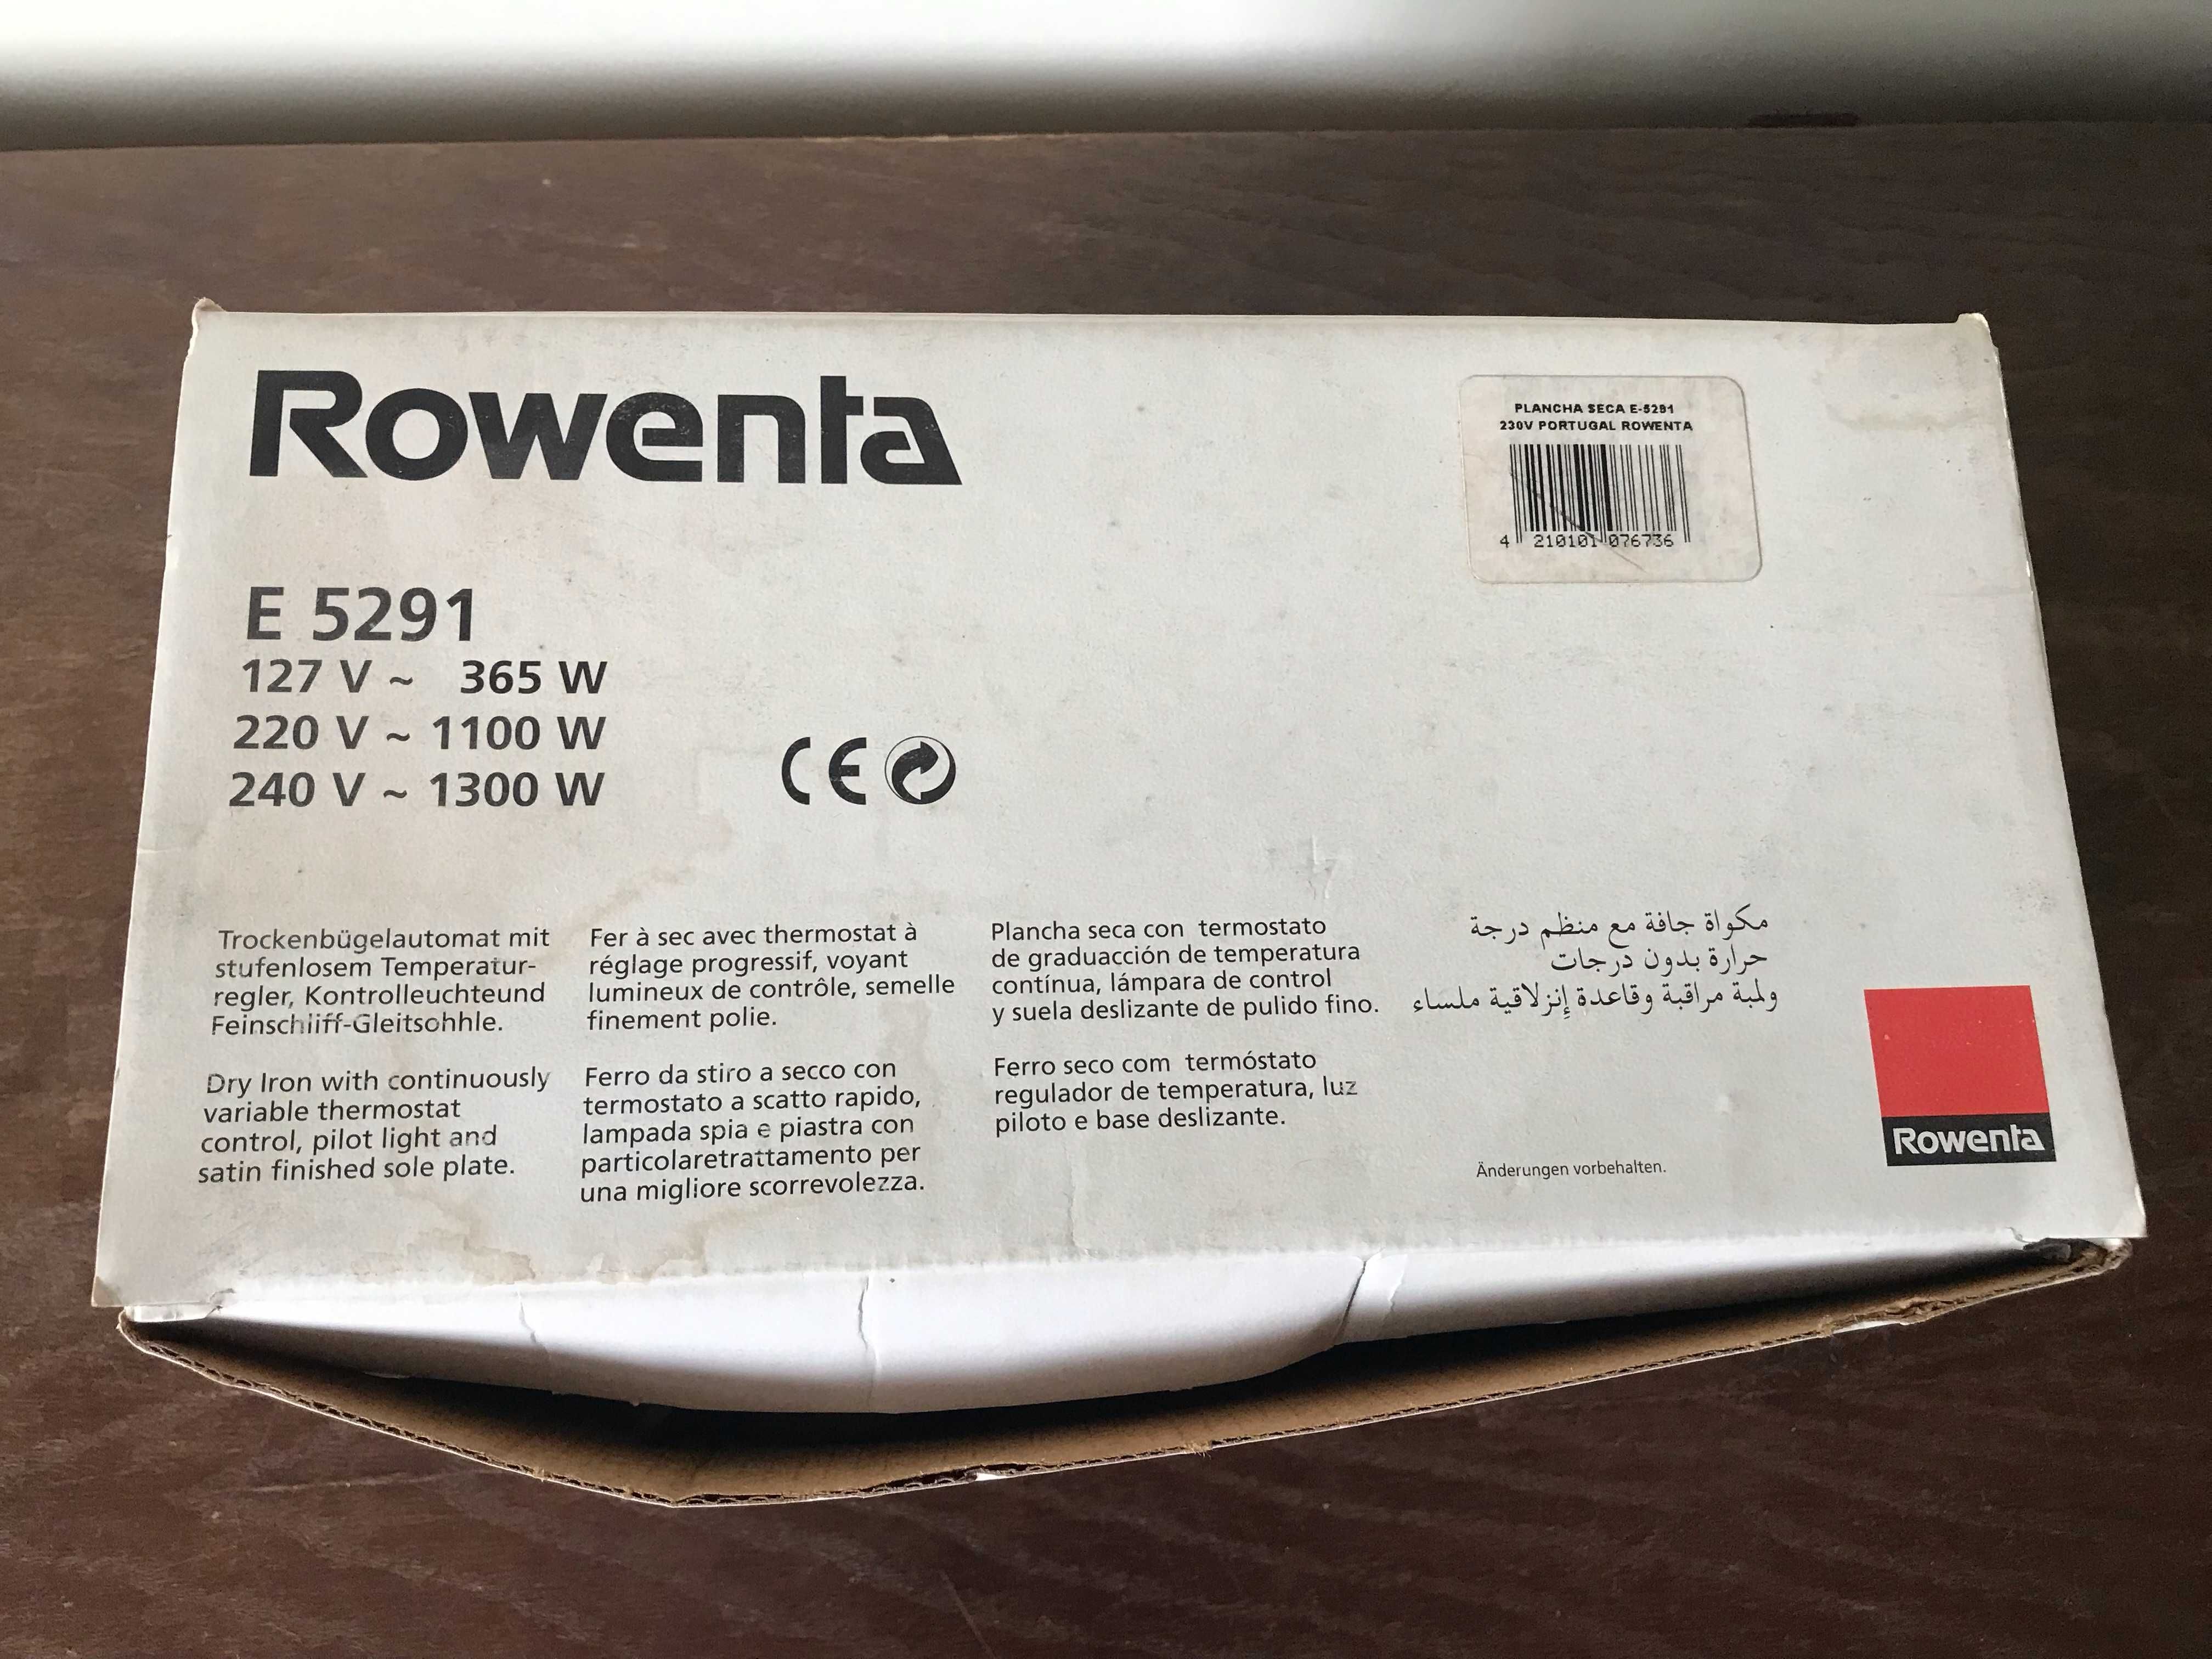 Rowenta
PLANCHA SECA E-5291
230V PORTUGAL ROWENTA
4 210101 076736
E 5291
127 V ~ 365 W
220 V ~ 1100 W
240 V ~ 1300 W
CE
Trockenbügelautomat mit
stufenlosem Temperatur-
regler, Kontrolleuchteund
Feinschliff-Gleitsohhle.
Dry Iron with continuously
variable thermostat
control, pilot light and
satin finished sole plate.
Fer à sec avec thermostat à
réglage progressif, voyant
lumineux de contrôle, semelle
finement polie.
Ferro da stiro a secco con
termostato a scatto rapido,
lampada spia e piastra con
particolaretrattamento per
una migliore scorrevolezza.
Plancha seca con termostato
de graduacción de temperatura
contínua, lámpara de control
y suela deslizante de pulido fino.
Ferro seco com termóstato
regulador de temperatura, luz
piloto e base deslizante.
مكواة جافة مع منظم درجة
حرارة بدون درجات
ولمبة مراقبة وقاعدة إنزلاقية ملساء
Änderungen vorbehalten.
Rowenta